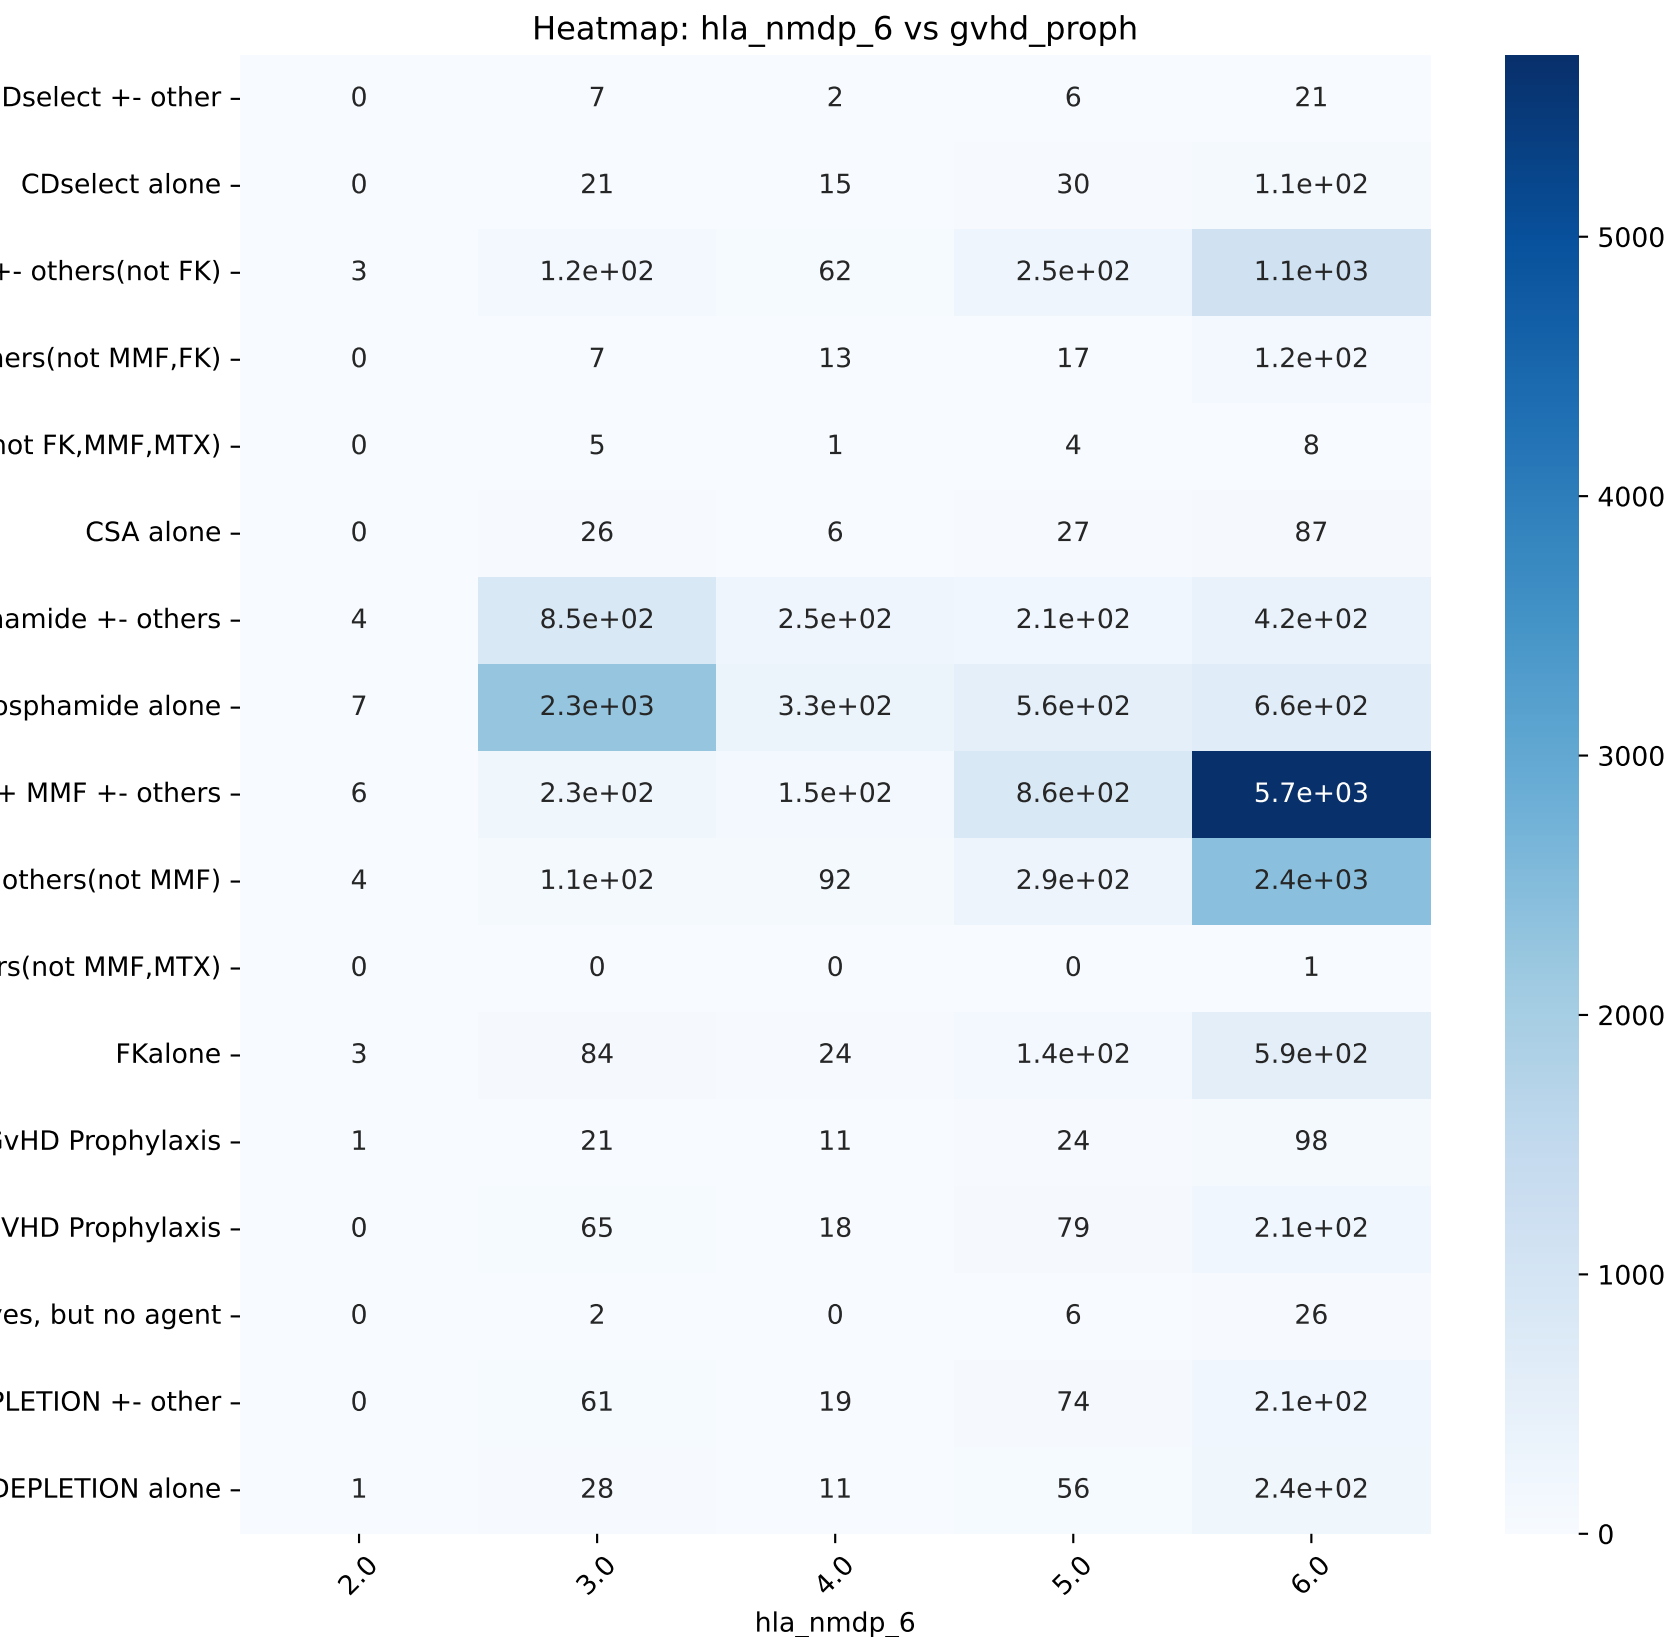 Heatmap: hla_nmdp_6 vs gvhd_proph
Dselect +- other 0 7 2 6 21
CDselect alone 0 21 15 30 1.1e+02
+- others(not FK) 3 1.2e+02 62 2.5e+02 1.1e+03
ers(not MMF,FK) 0 7 13 17 1.2e+02
not FK,MMF,MTX) 0 5 1 4 8
CSA alone 0 26 6 27 87
amide +- others 4 8.5e+02 2.5e+02 2.1e+02 4.2e+02
osphamide alone 7 2.3e+03 3.3e+02 5.6e+02 6.6e+02
+ MMF +- others 6 2.3e+02 1.5e+02 8.6e+02 5.7e+03
others(not MMF) 4 1.1e+02 92 2.9e+02 2.4e+03
rs(not MMF,MTX) 0 0 0 0 1
FKalone 3 84 24 1.4e+02 5.9e+02
GvHD Prophylaxis 1 21 11 24 98
VHD Prophylaxis 0 65 18 79 2.1e+02
yes, but no agent 0 2 0 6 26
PLETION +- other 0 61 19 74 2.1e+02
DEPLETION alone 1 28 11 56 2.4e+02
2.0 3.0 4.0 5.0 6.0
hla_nmdp_6
5000
4000
3000
2000
1000
0